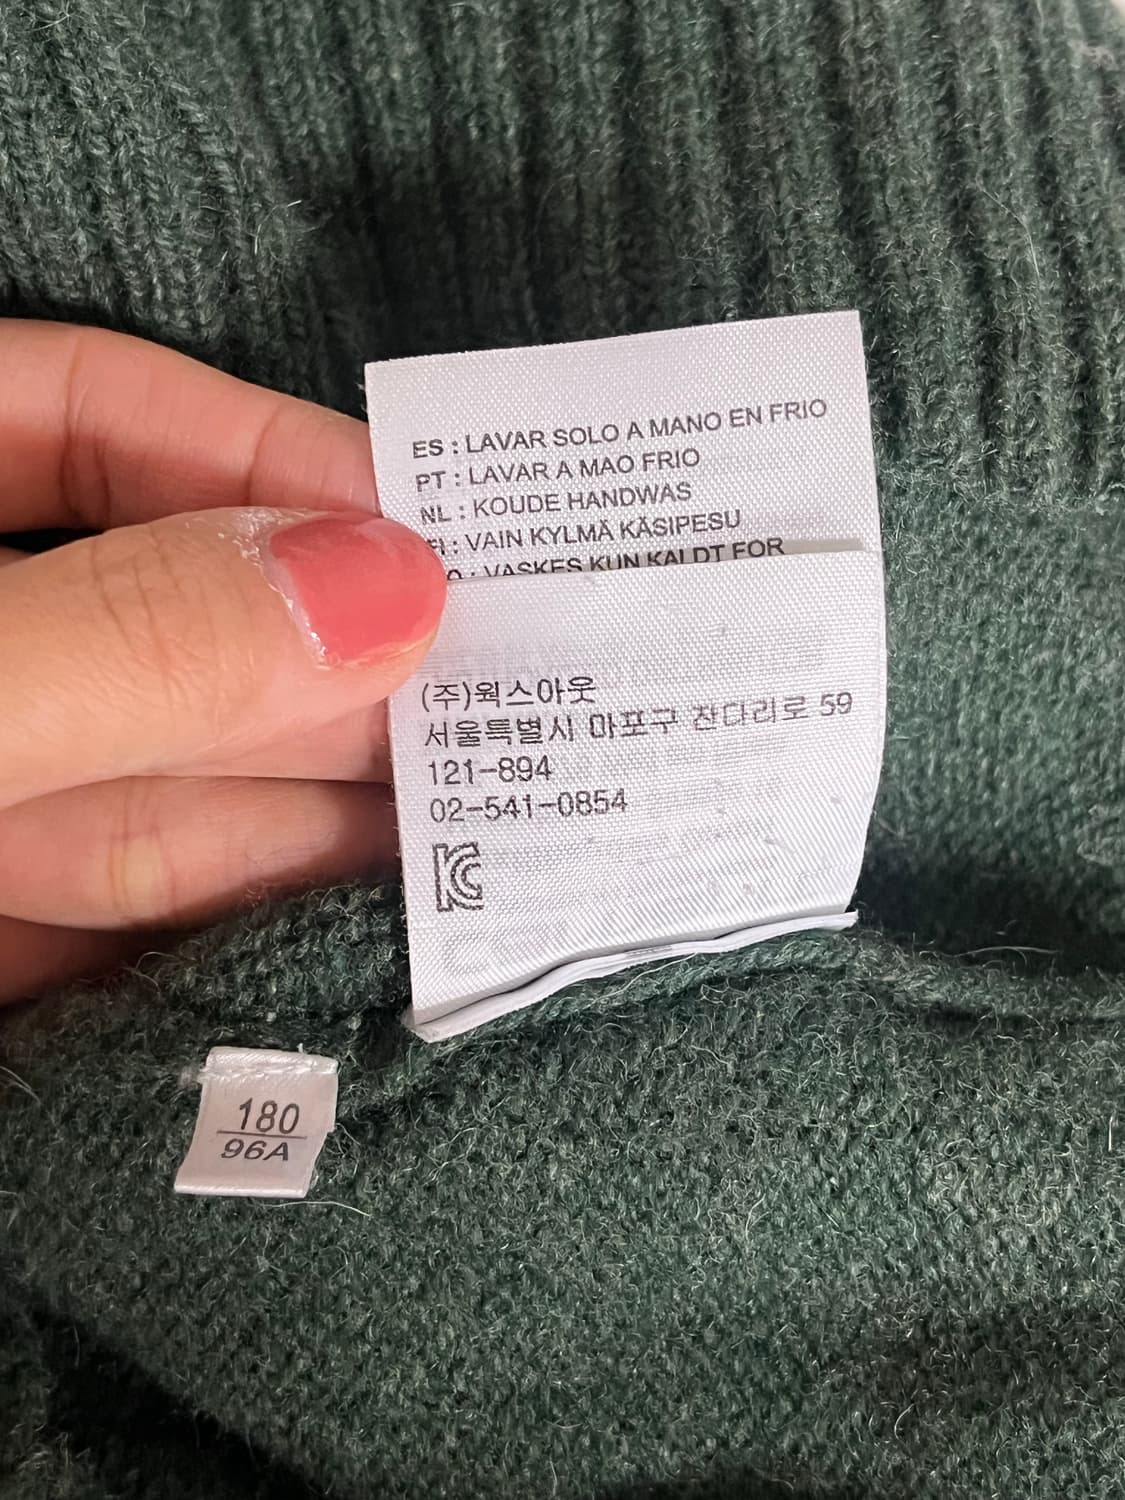 ES : LAVAR SOLO A MANO EN FRIO
PT : LAVAR A MAO FRIO
NL : KOUDE HANDWAS
FI : VAIN KYLMÄ KÄSIPESU
: VASKES KUN KALDT FOR
(주)웍스아웃
서울특별시 마포구 잔다리로 59
121-894
02-541-0854
KC
180
96A